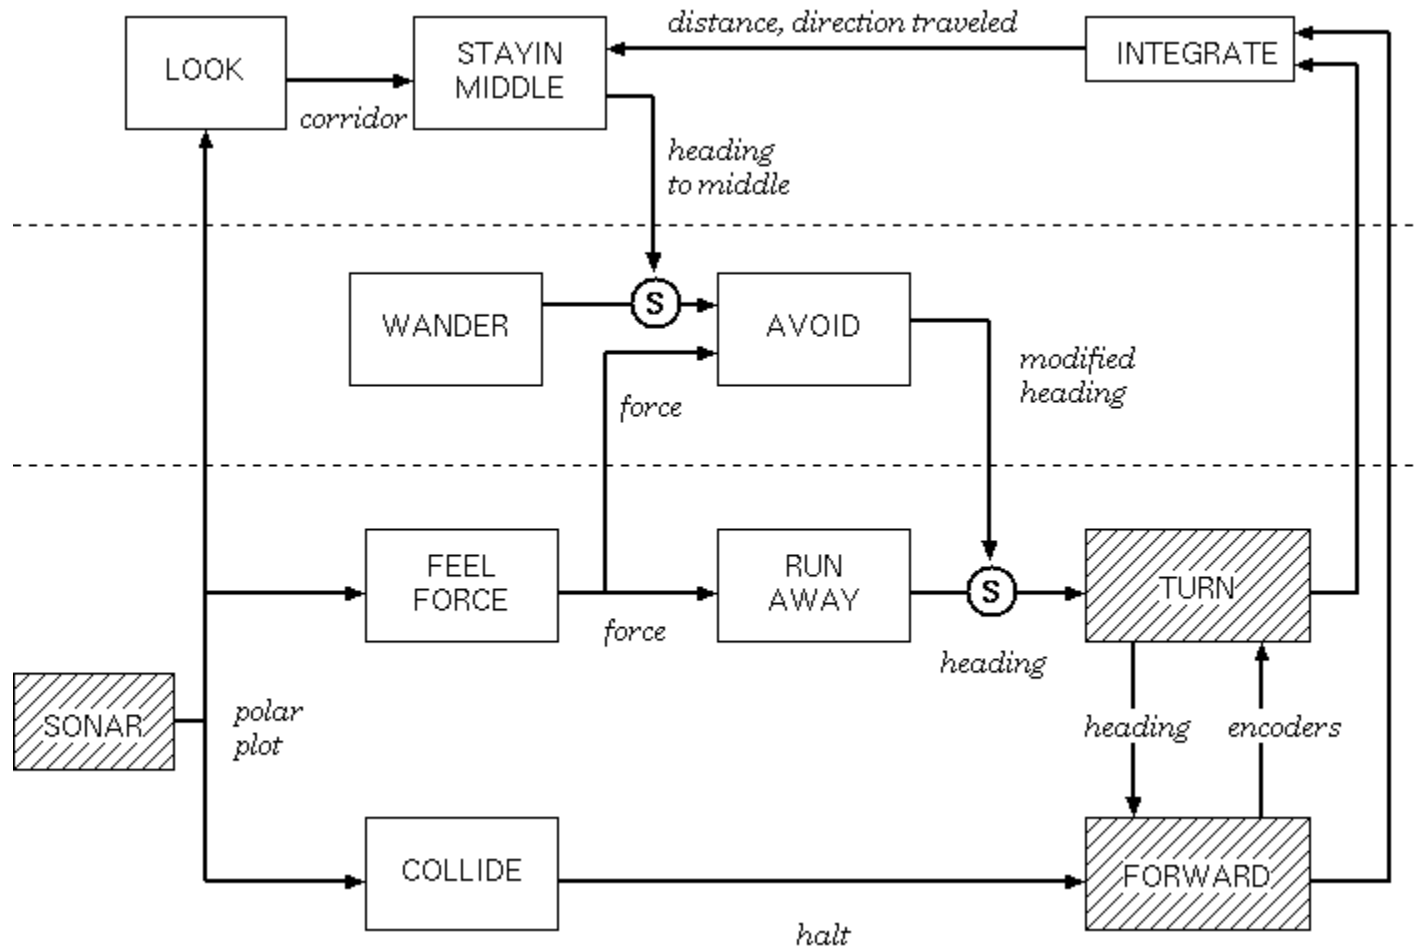 distance, direction traveled
LOOK
STAYIN
MIDDLE
INTEGRATE
corridor
heading
to middle
WANDER
S
AVOID
modified
heading
force
FEEL
FORCE
RUN
AWAY
S
TURN
force
heading
SONAR
polar
plot
heading
encoders
COLLIDE
FORWARD
halt